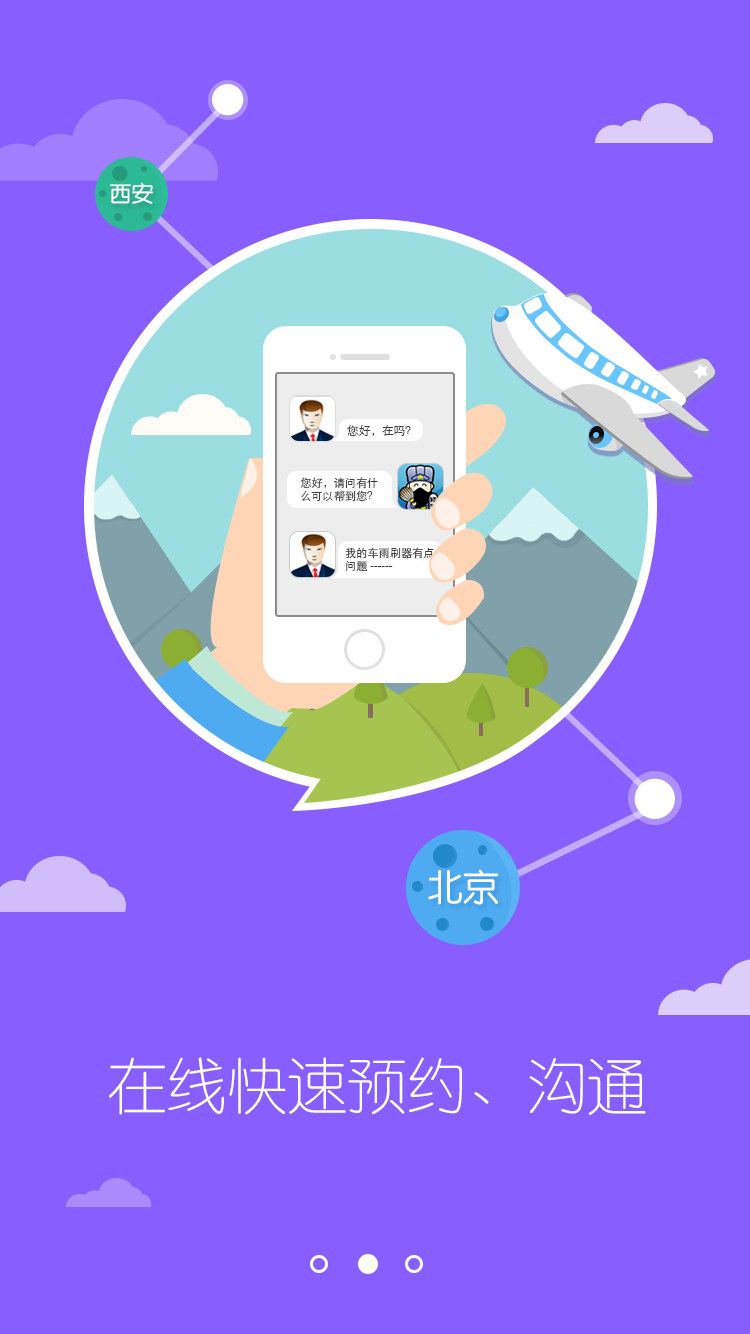 西安
您好，在吗?
您好，请问有什
么可以帮到您?
我的车雨刷器有点
问题 ------
北京
在线快速预约、沟通